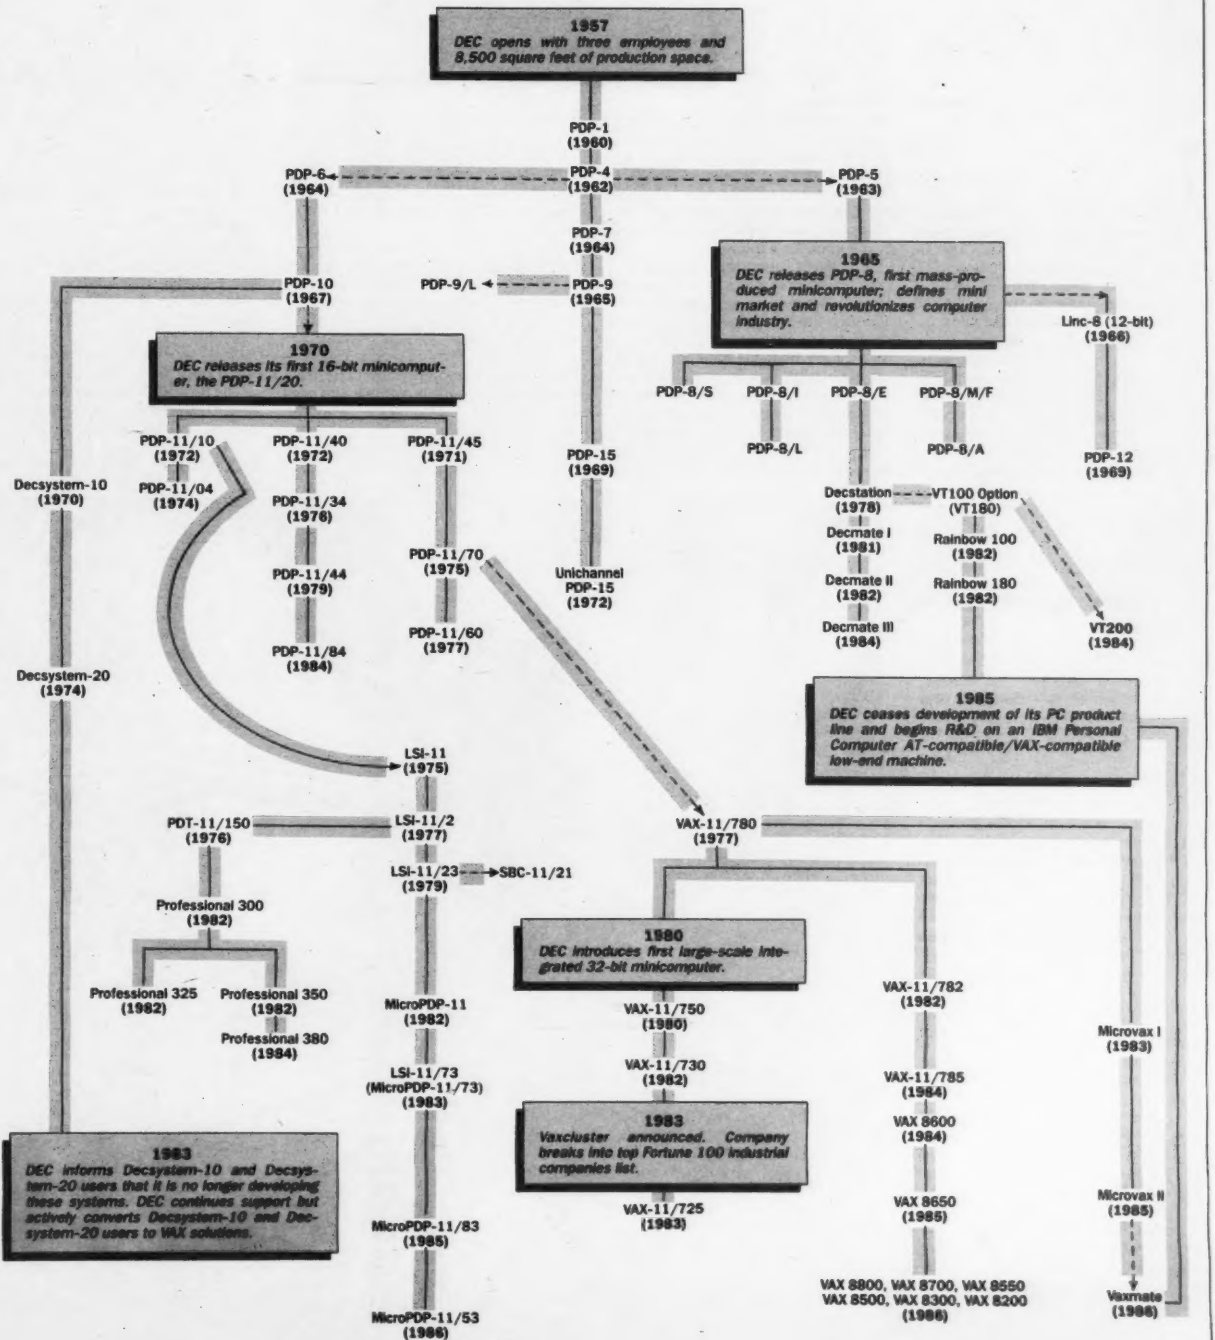 1957
DEC opens with three employees and
8,500 square feet of production space.
PDP-1
(1960)
PDP-6
(1964)
PDP-4
(1962)
PDP-5
(1963)
PDP-7
(1964)
1965
DEC releases PDP-8, first mass-pro-
duced minicomputer; defines mini
market and revolutionizes computer
industry.
PDP-10
(1967)
PDP-9/L
PDP-9
(1965)
Linc-8 (12-bit)
(1966)
1970
DEC releases its first 16-bit minicomput-
er, the PDP-11/20.
PDP-8/S
PDP-8/I
PDP-8/E
PDP-8/M/F
PDP-11/10
(1972)
PDP-11/40
(1972)
PDP-11/45
(1971)
PDP-8/L
PDP-8/A
PDP-15
(1969)
PDP-12
(1969)
Decsystem-10
(1970)
PDP-11/04
(1974)
PDP-11/34
(1976)
Decstation
(1978)
VT100 Option
(VT180)
Decmate I
(1981)
Rainbow 100
(1982)
PDP-11/70
(1975)
PDP-11/44
(1979)
Unichannel
PDP-15
(1972)
Decmate II
(1982)
Rainbow 180
(1982)
PDP-11/84
(1984)
PDP-11/60
(1977)
Decmate III
(1984)
VT200
(1984)
Decsystem-20
(1974)
1985
DEC ceases development of its PC product
line and begins R&D on an IBM Personal
Computer AT-compatible/VAX-compatible
low-end machine.
LSI-11
(1975)
PDT-11/150
(1976)
LSI-11/2
(1977)
VAX-11/780
(1977)
LSI-11/23
(1979)
SBC-11/21
Professional 300
(1982)
1980
DEC introduces first large-scale inte-
grated 32-bit minicomputer.
Professional 325
(1982)
Professional 350
(1982)
MicroPDP-11
(1982)
VAX-11/750
(1980)
VAX-11/782
(1982)
Professional 380
(1984)
Microvax I
(1983)
LSI-11/73
(MicroPDP-11/73)
(1983)
VAX-11/730
(1982)
VAX-11/785
(1984)
1983
Vaxcluster announced. Company
breaks into top Fortune 100 industrial
companies list.
VAX 8600
(1984)
1983
DEC informs Decsystem-10 and Decsys-
tem-20 users that it is no longer developing
these systems. DEC continues support but
actively converts Decsystem-10 and Dec-
system-20 users to VAX solutions.
MicroPDP-11/83
(1985)
VAX-11/725
(1983)
VAX 8650
(1985)
Microvax II
(1985)
MicroPDP-11/53
(1986)
VAX 8800, VAX 8700, VAX 8550
VAX 8500, VAX 8300, VAX 8200
(1986)
Vaxmate
(1986)